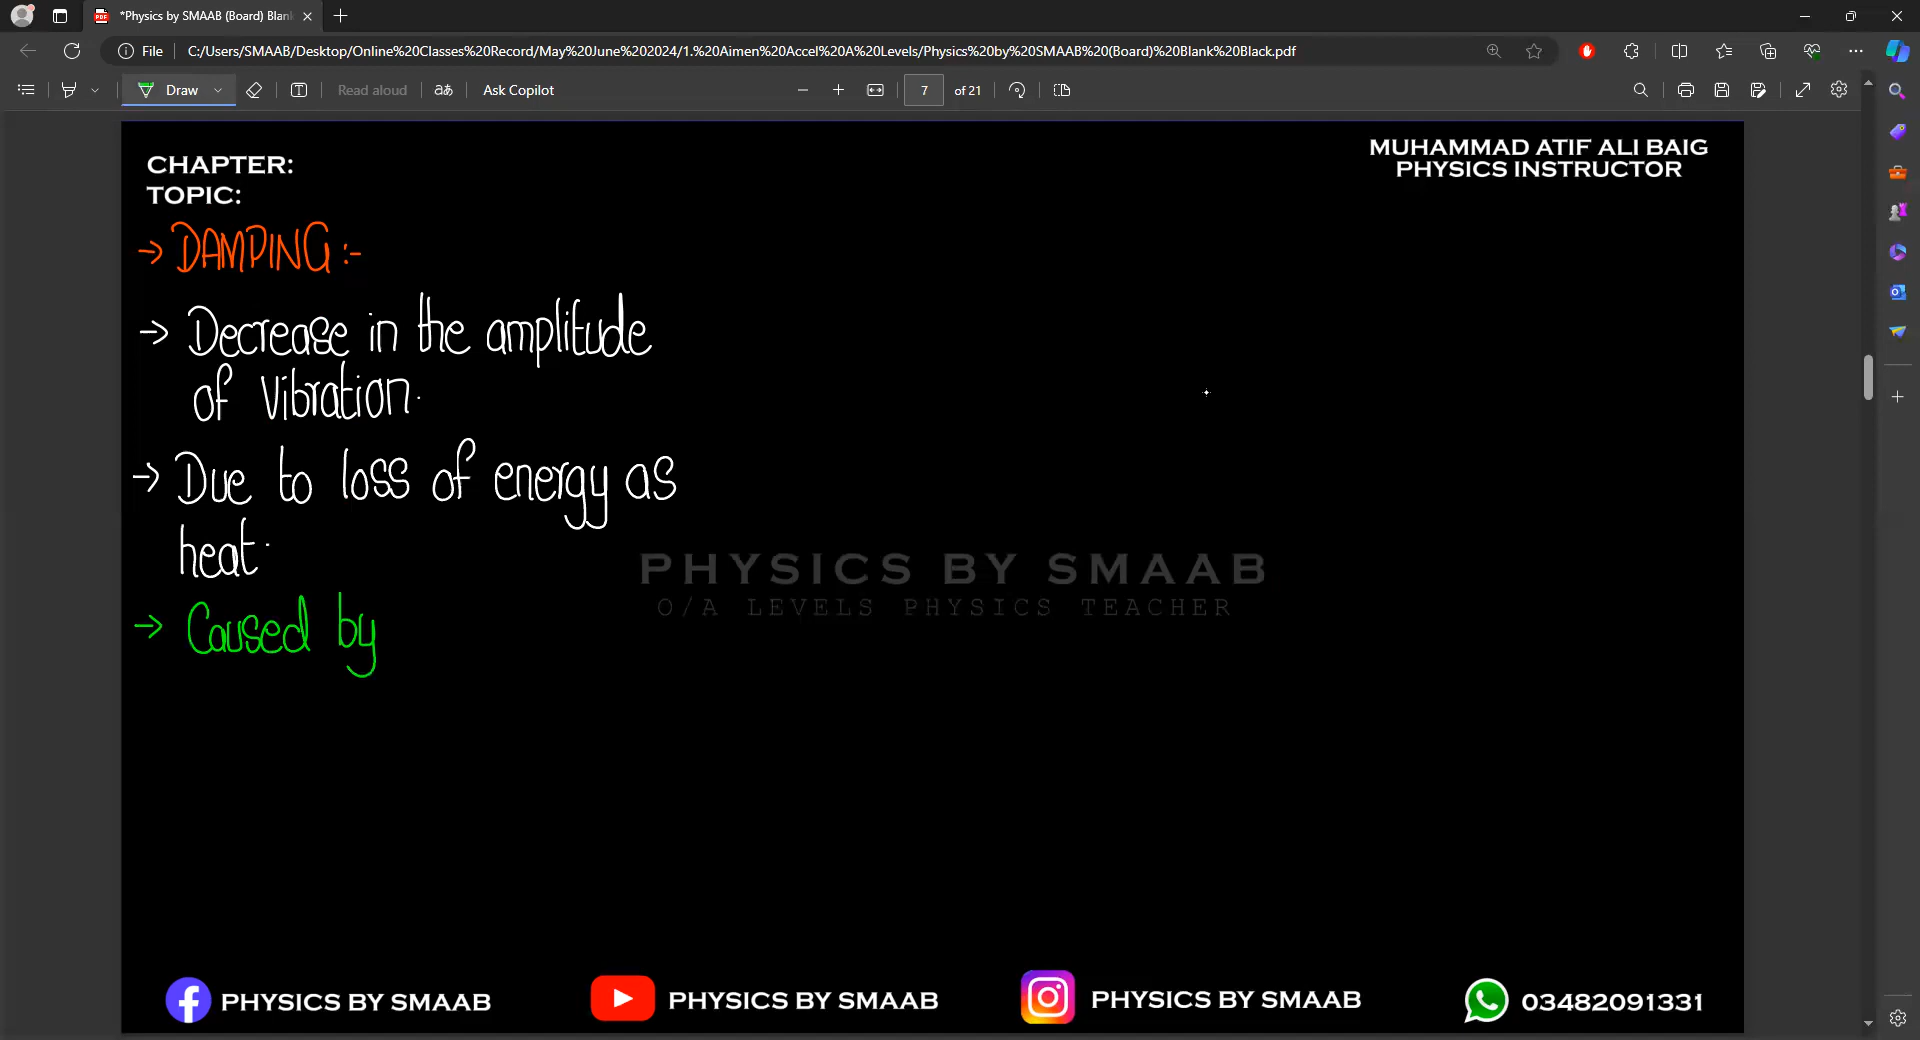 *Physics by SMAAB (Board) Blan
File
C:/Users/SMAAB/Desktop/Online%20Classes%20Record/May%20June%202024/1.%20Aimen%20Accel%20A%20Levels/Physics%20by%20SMAAB%20(Board)%20Blank%20Black.pdf
Draw
Read aloud
aあ
Ask Copilot
7 of 21
CHAPTER:
TOPIC:
MUHAMMAD ATIF ALI BAIG
PHYSICS INSTRUCTOR
→ DAMPING :-
→ Decrease in the amplitude
of vibration.
→ Due to loss of energy as
heat.
→ Caused by
PHYSICS BY SMAAB
O/A LEVELS PHYSICS TEACHER
PHYSICS BY SMAAB
PHYSICS BY SMAAB
PHYSICS BY SMAAB
03482091331